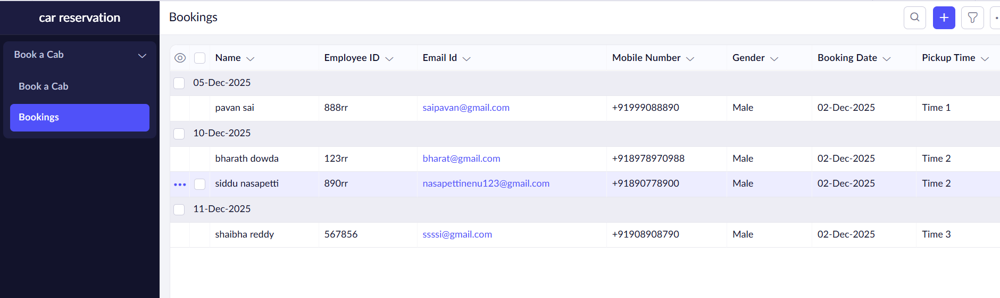 car reservation
Bookings
Book a Cab
Book a Cab
Bookings
Name Employee ID Email Id Mobile Number Gender Booking Date Pickup Time
05-Dec-2025
pavan sai 888rr saipavan@gmail.com +91999088890 Male 02-Dec-2025 Time 1
10-Dec-2025
bharath dowda 123rr bharat@gmail.com +918978970988 Male 02-Dec-2025 Time 2
siddu nasapetti 890rr nasapettinenu123@gmail.com +91890778900 Male 02-Dec-2025 Time 2
11-Dec-2025
shaibha reddy 567856 ssssi@gmail.com +91908908790 Male 02-Dec-2025 Time 3